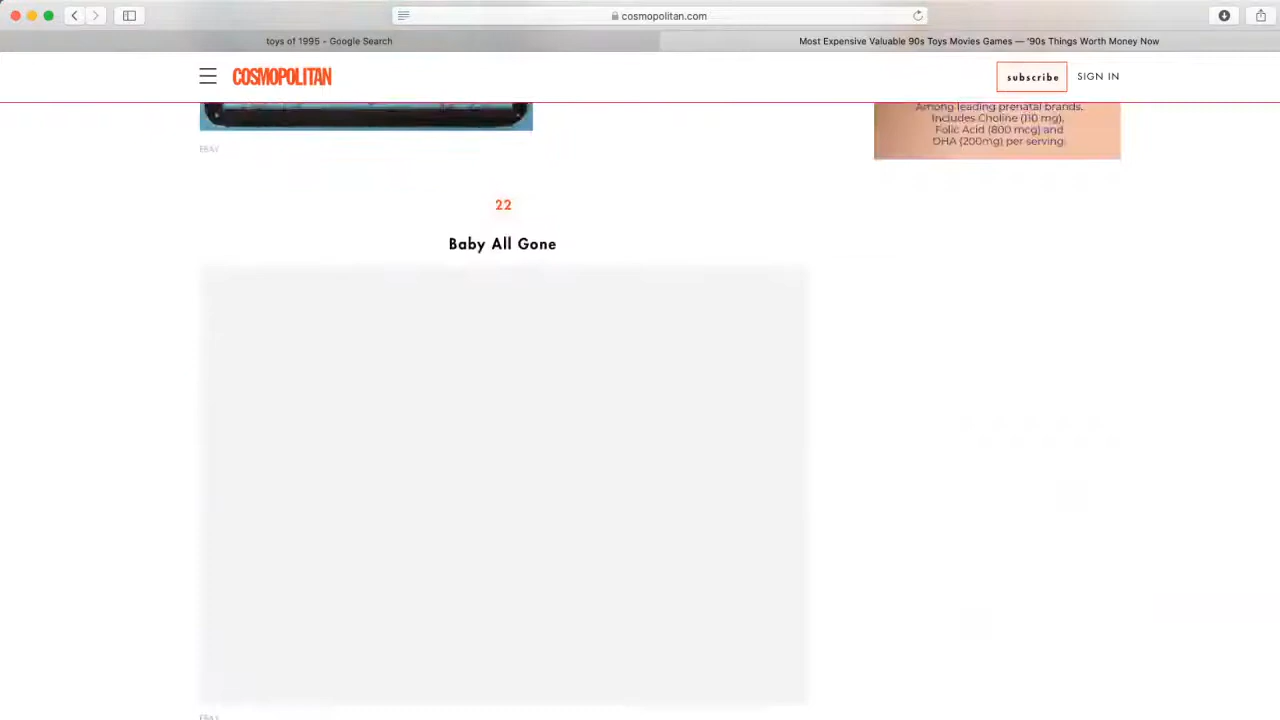 cosmopolitan.com
toys of 1995 - Google Search
Most Expensive Valuable 90s Toys Movies Games — '90s Things Worth Money Now
COSMOPOLITAN
subscribe
SIGN IN
Among leading prenatal brands.
Includes Choline (110 mg),
Folic Acid (800 mcg) and
DHA (200mg) per serving.
EBAY
22
Baby All Gone
EBAY